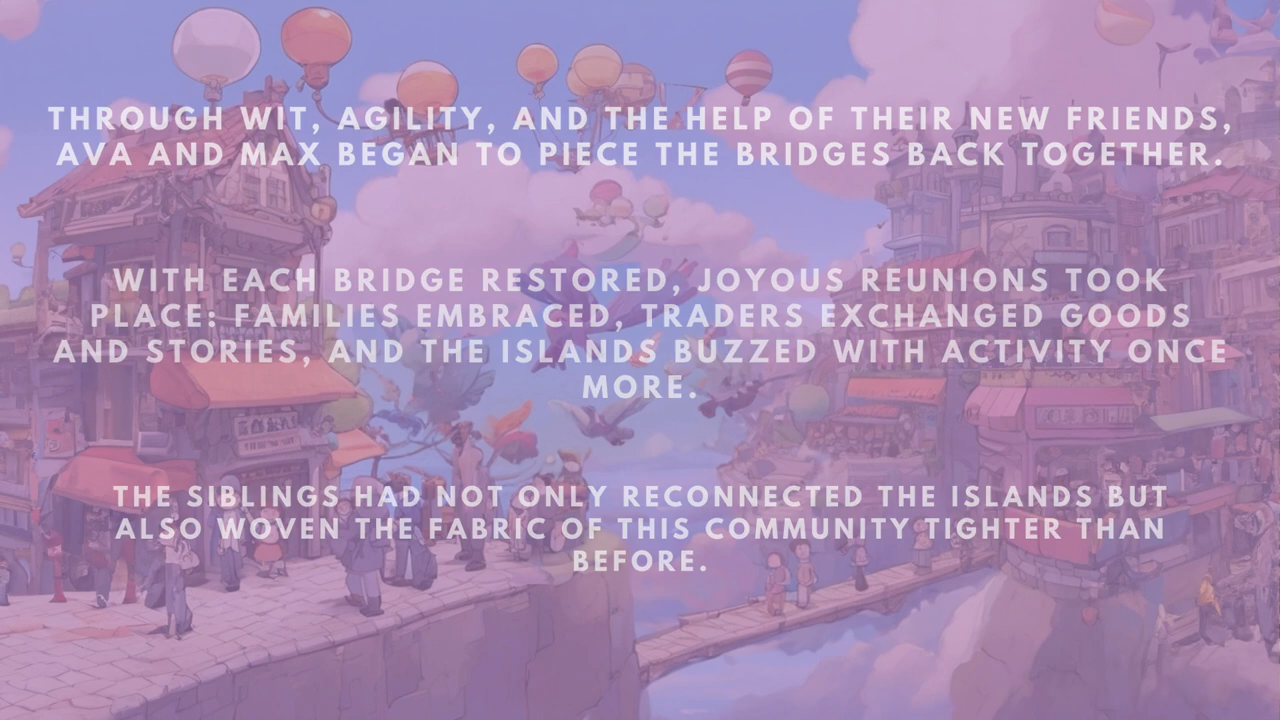 THROUGH WIT, AGILITY, AND THE HELP OF THEIR NEW FRIENDS,
AVA AND MAX BEGAN TO PIECE THE BRIDGES BACK TOGETHER.
WITH EACH BRIDGE RESTORED, JOYOUS REUNIONS TOOK
PLACE: FAMILIES EMBRACED, TRADERS EXCHANGED GOODS
AND STORIES, AND THE ISLANDS BUZZED WITH ACTIVITY ONCE
MORE.
THE SIBLINGS HAD NOT ONLY RECONNECTED THE ISLANDS BUT
ALSO WOVEN THE FABRIC OF THIS COMMUNITY TIGHTER THAN
BEFORE.